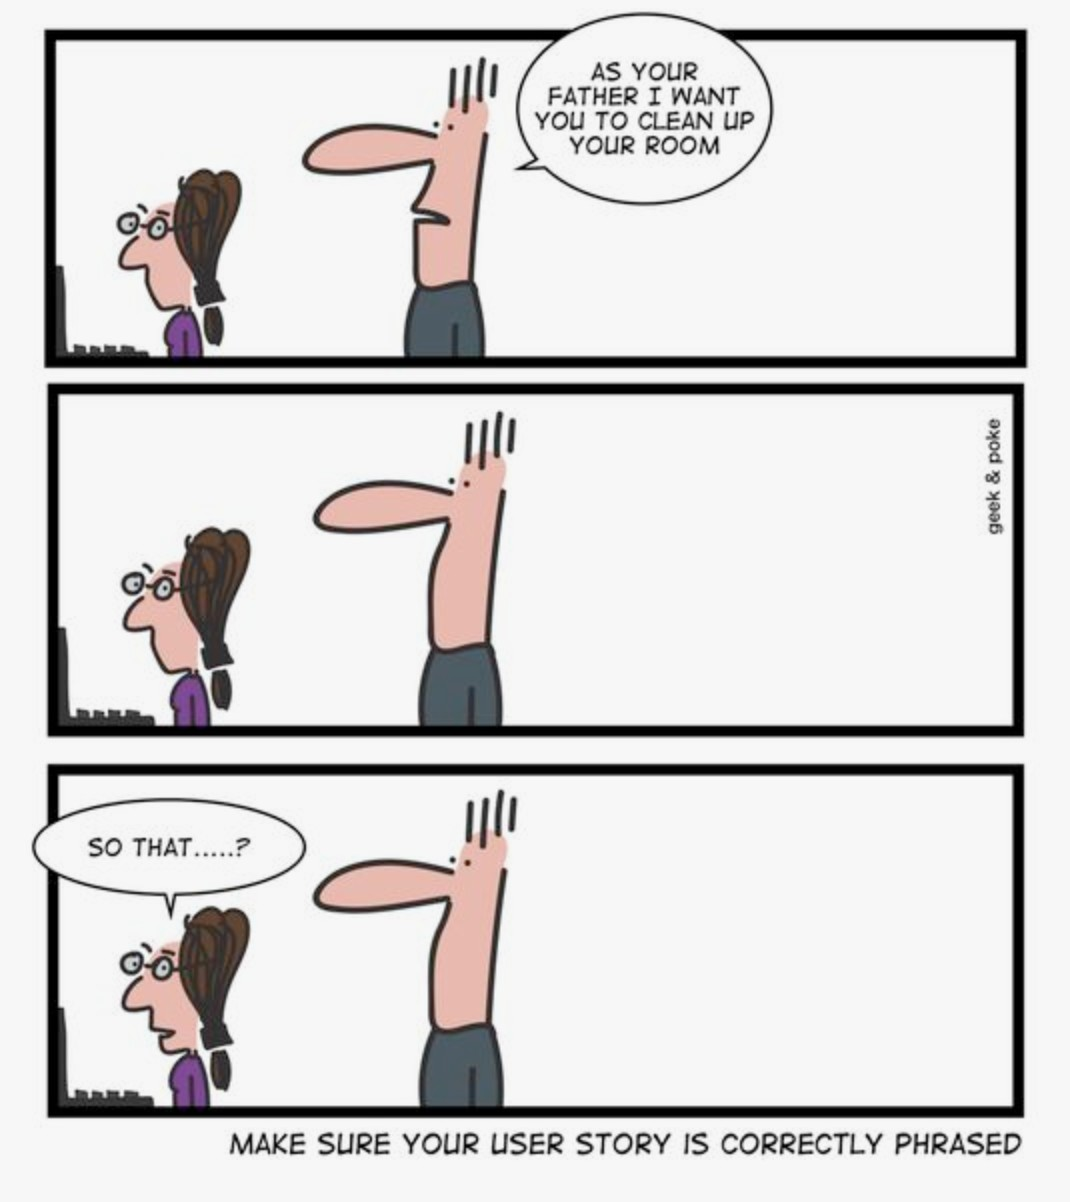 AS YOUR
FATHER I WANT
YOU TO CLEAN UP
YOUR ROOM
geek & poke
SO THAT.....?
MAKE SURE YOUR USER STORY IS CORRECTLY PHRASED